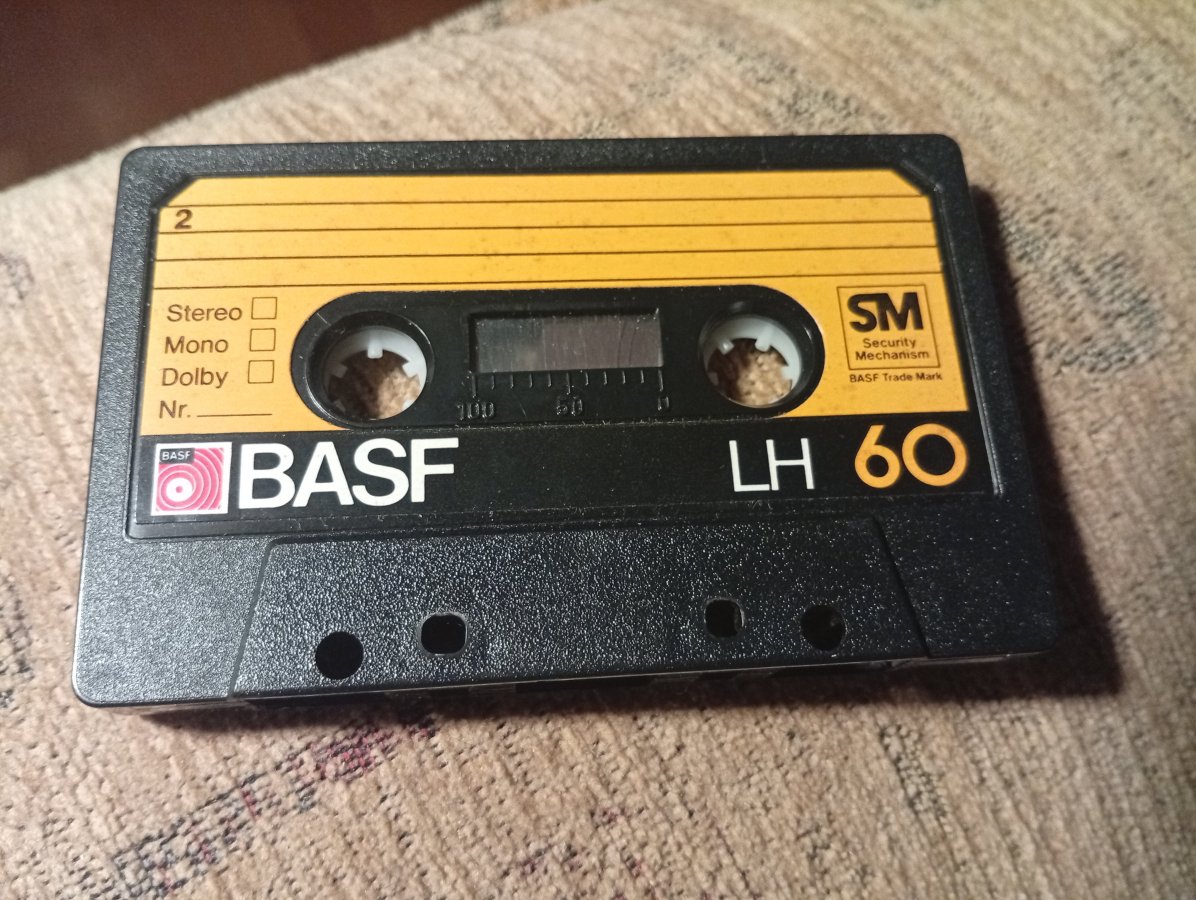 2
Stereo
Mono
Dolby
Nr.
SM
Security
Mechanism
BASF Trade Mark
100 50 0
BASF
BASF
LH 60